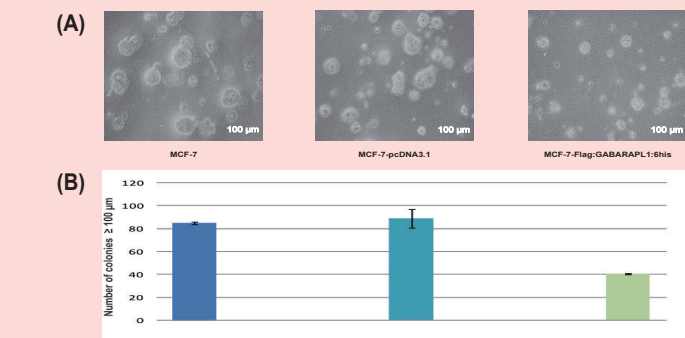 (A)
100 µm
100 µm
100 µm
MCF-7
MCF-7-pcDNA3.1
MCF-7-Flag:GABARAPL1:6his
(B)
Number of colonies ≥ 100 µm
120
100
80
60
40
20
0